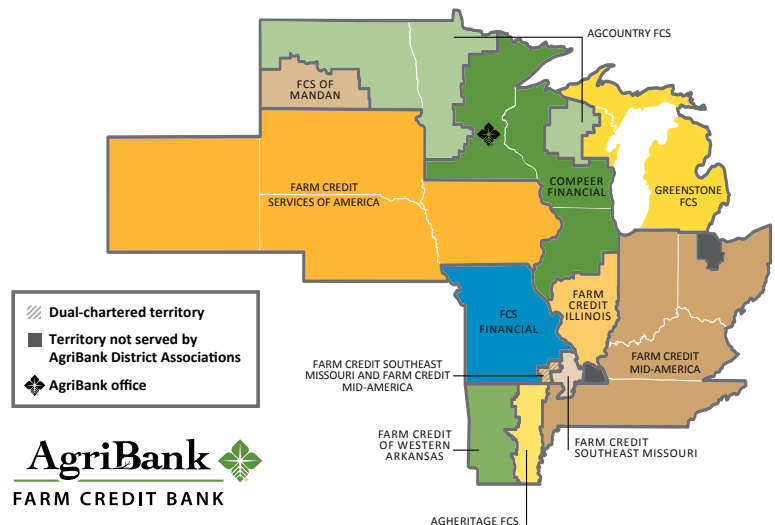 AGCOUNTRY FCS
FCS OF
MANDAN
COMPEER
FINANCIAL
GREENSTONE
FCS
FARM CREDIT
SERVICES OF AMERICA
FARM
CREDIT
ILLINOIS
FCS
FINANCIAL
Dual-chartered territory
Territory not served by
AgriBank District Associations
AgriBank office
FARM CREDIT SOUTHEAST
MISSOURI AND FARM CREDIT
MID-AMERICA
FARM CREDIT
MID-AMERICA
FARM CREDIT
OF WESTERN
ARKANSAS
FARM CREDIT
SOUTHEAST MISSOURI
AgriBank
FARM CREDIT BANK
AGHERITAGE FCS